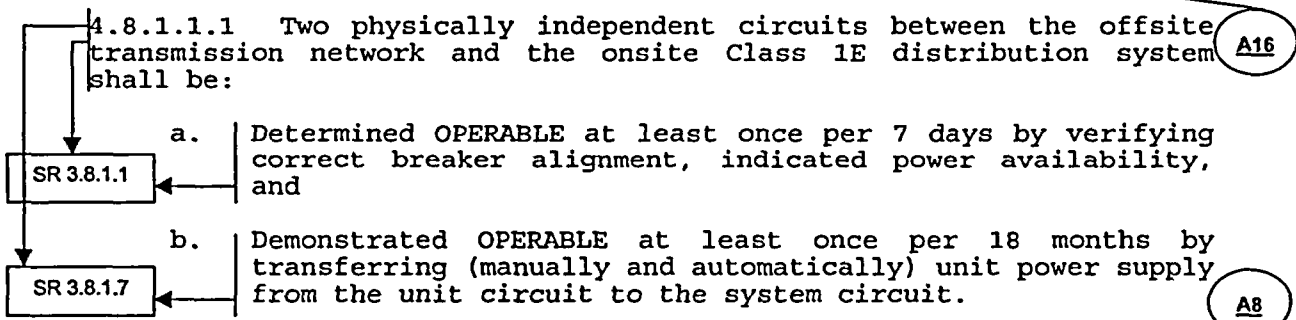 4.8.1.1.1 Two physically independent circuits between the offsite
transmission network and the onsite Class 1E distribution system
shall be:
A16
a. Determined OPERABLE at least once per 7 days by verifying
correct breaker alignment, indicated power availability,
and
SR 3.8.1.1
b. Demonstrated OPERABLE at least once per 18 months by
transferring (manually and automatically) unit power supply
from the unit circuit to the system circuit.
SR 3.8.1.7
A8